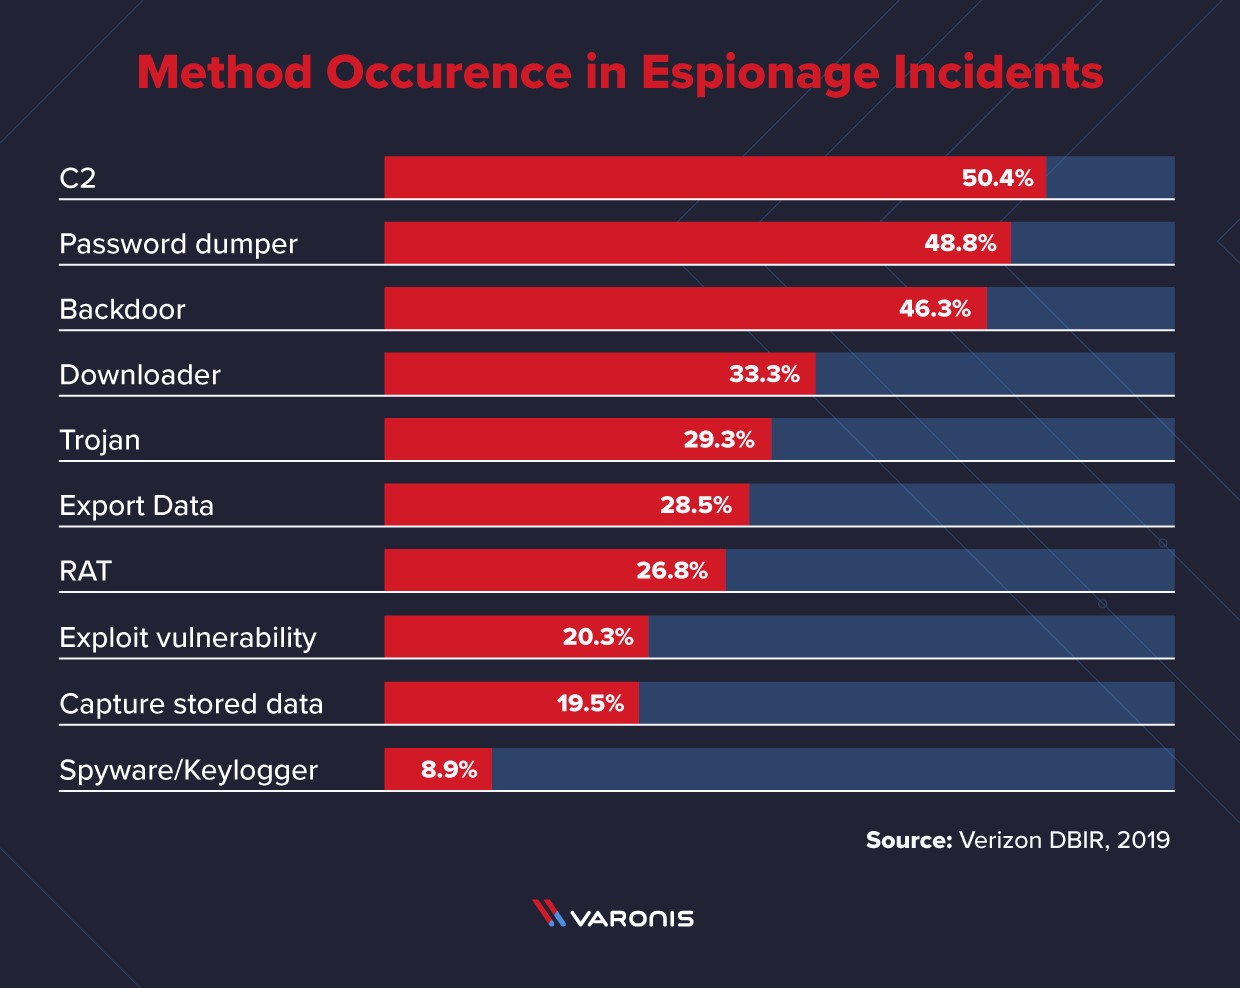 Method Occurence in Espionage Incidents
C2 50.4%
Password dumper 48.8%
Backdoor 46.3%
Downloader 33.3%
Trojan 29.3%
Export Data 28.5%
RAT 26.8%
Exploit vulnerability 20.3%
Capture stored data 19.5%
Spyware/Keylogger 8.9%
Source: Verizon DBIR, 2019
VARONIS